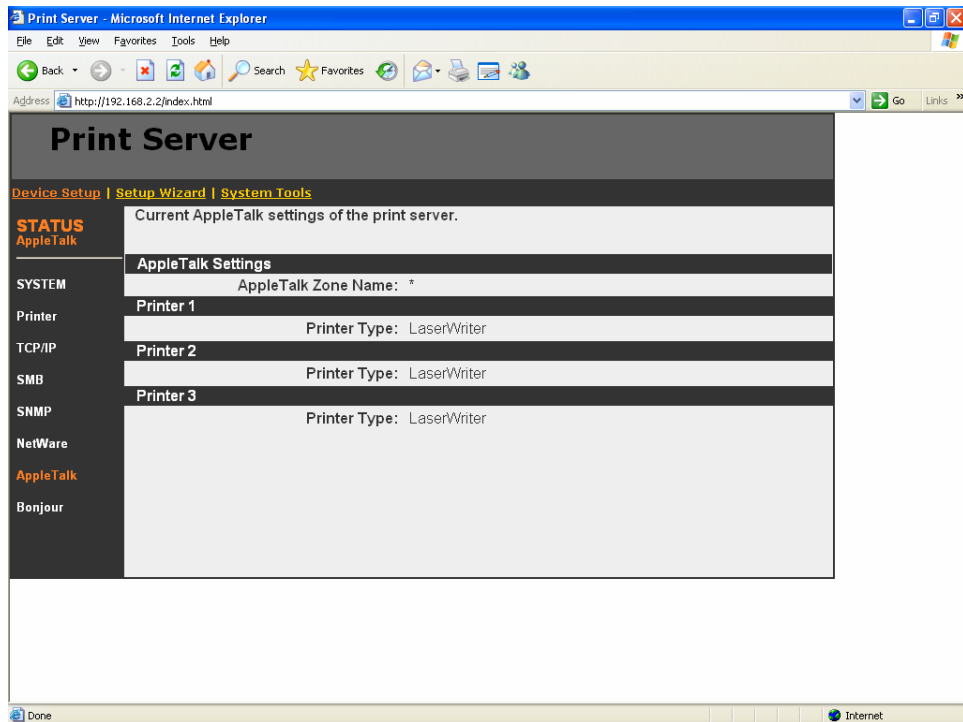 Print Server - Microsoft Internet Explorer
File Edit View Favorites Tools Help
Back Search Favorites
Address http://192.168.2.2/index.html Go Links »
Print Server
Device Setup | Setup Wizard | System Tools
STATUS
AppleTalk
SYSTEM
Printer
TCP/IP
SMB
SNMP
NetWare
AppleTalk
Bonjour
Current AppleTalk settings of the print server.
AppleTalk Settings
AppleTalk Zone Name: *
Printer 1
Printer Type: LaserWriter
Printer 2
Printer Type: LaserWriter
Printer 3
Printer Type: LaserWriter
Done Internet